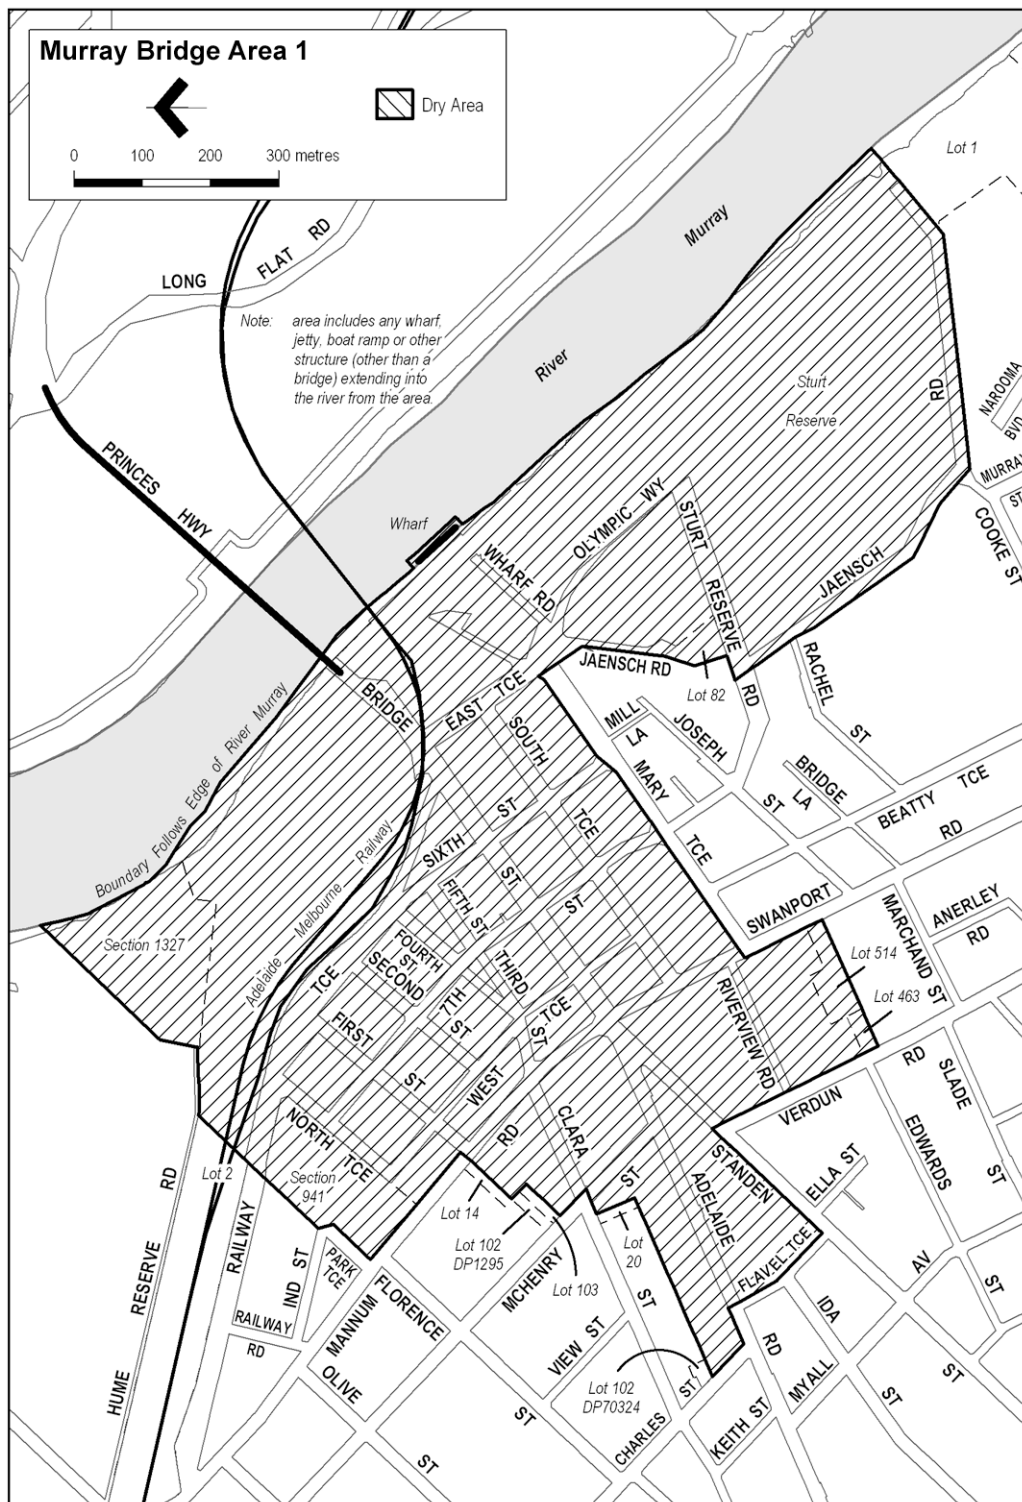 Murray Bridge Area 1
Dry Area
0 100 200 300 metres
Lot 1
Murray
LONG FLAT RD
Note: area includes any wharf,
jetty, boat ramp or other
structure (other than a
bridge) extending into
the river from the area.
River
Sturt
Reserve
RD
NAROOMA
BVD
PRINCES
HWY
MURRAY
ST
COOKE ST
Wharf
OLYMPIC WY
STURT
RESERVE
RD
WHARF RD
JAENSCH
JAENSCH RD
RACHEL
ST
Lot 82
Boundary Follows Edge of River Murray
BRIDGE
EAST TCE
SOUTH
TCE
MILL
LA
JOSEPH
ST
MARY
TCE
BRIDGE
LA
BEATTY TCE
RD
Adelaide Melbourne Railway
ST
SIXTH
ST
FIFTH ST
ST
SWANPORT
MARCHAND ST
ANERLEY
RD
Section 1327
FOURTH
ST
SECOND
THIRD
ST
Lot 514
TCE
7TH
ST
TCE
RIVERVIEW RD
Lot 463
FIRST
ST
WEST
RD
SLADE
ST
VERDUN
NORTH TCE
RD
CLARA
ST
STANDEN
EDWARDS
ST
ELLA ST
Lot 2
Section
941
ADELAIDE
RD
Lot 14
Lot 102
DP1295
Lot
20
HUME RESERVE RD
RAILWAY
IND ST
PARK
TCE
MCHENRY
ST
Lot 103
FLAVEL TCE
AV
IDA
ST
RAILWAY
RD
MANNUM
FLORENCE
ST
VIEW ST
OLIVE
ST
Lot 102
DP70324
ST
CHARLES
KEITH ST
MYALL
ST